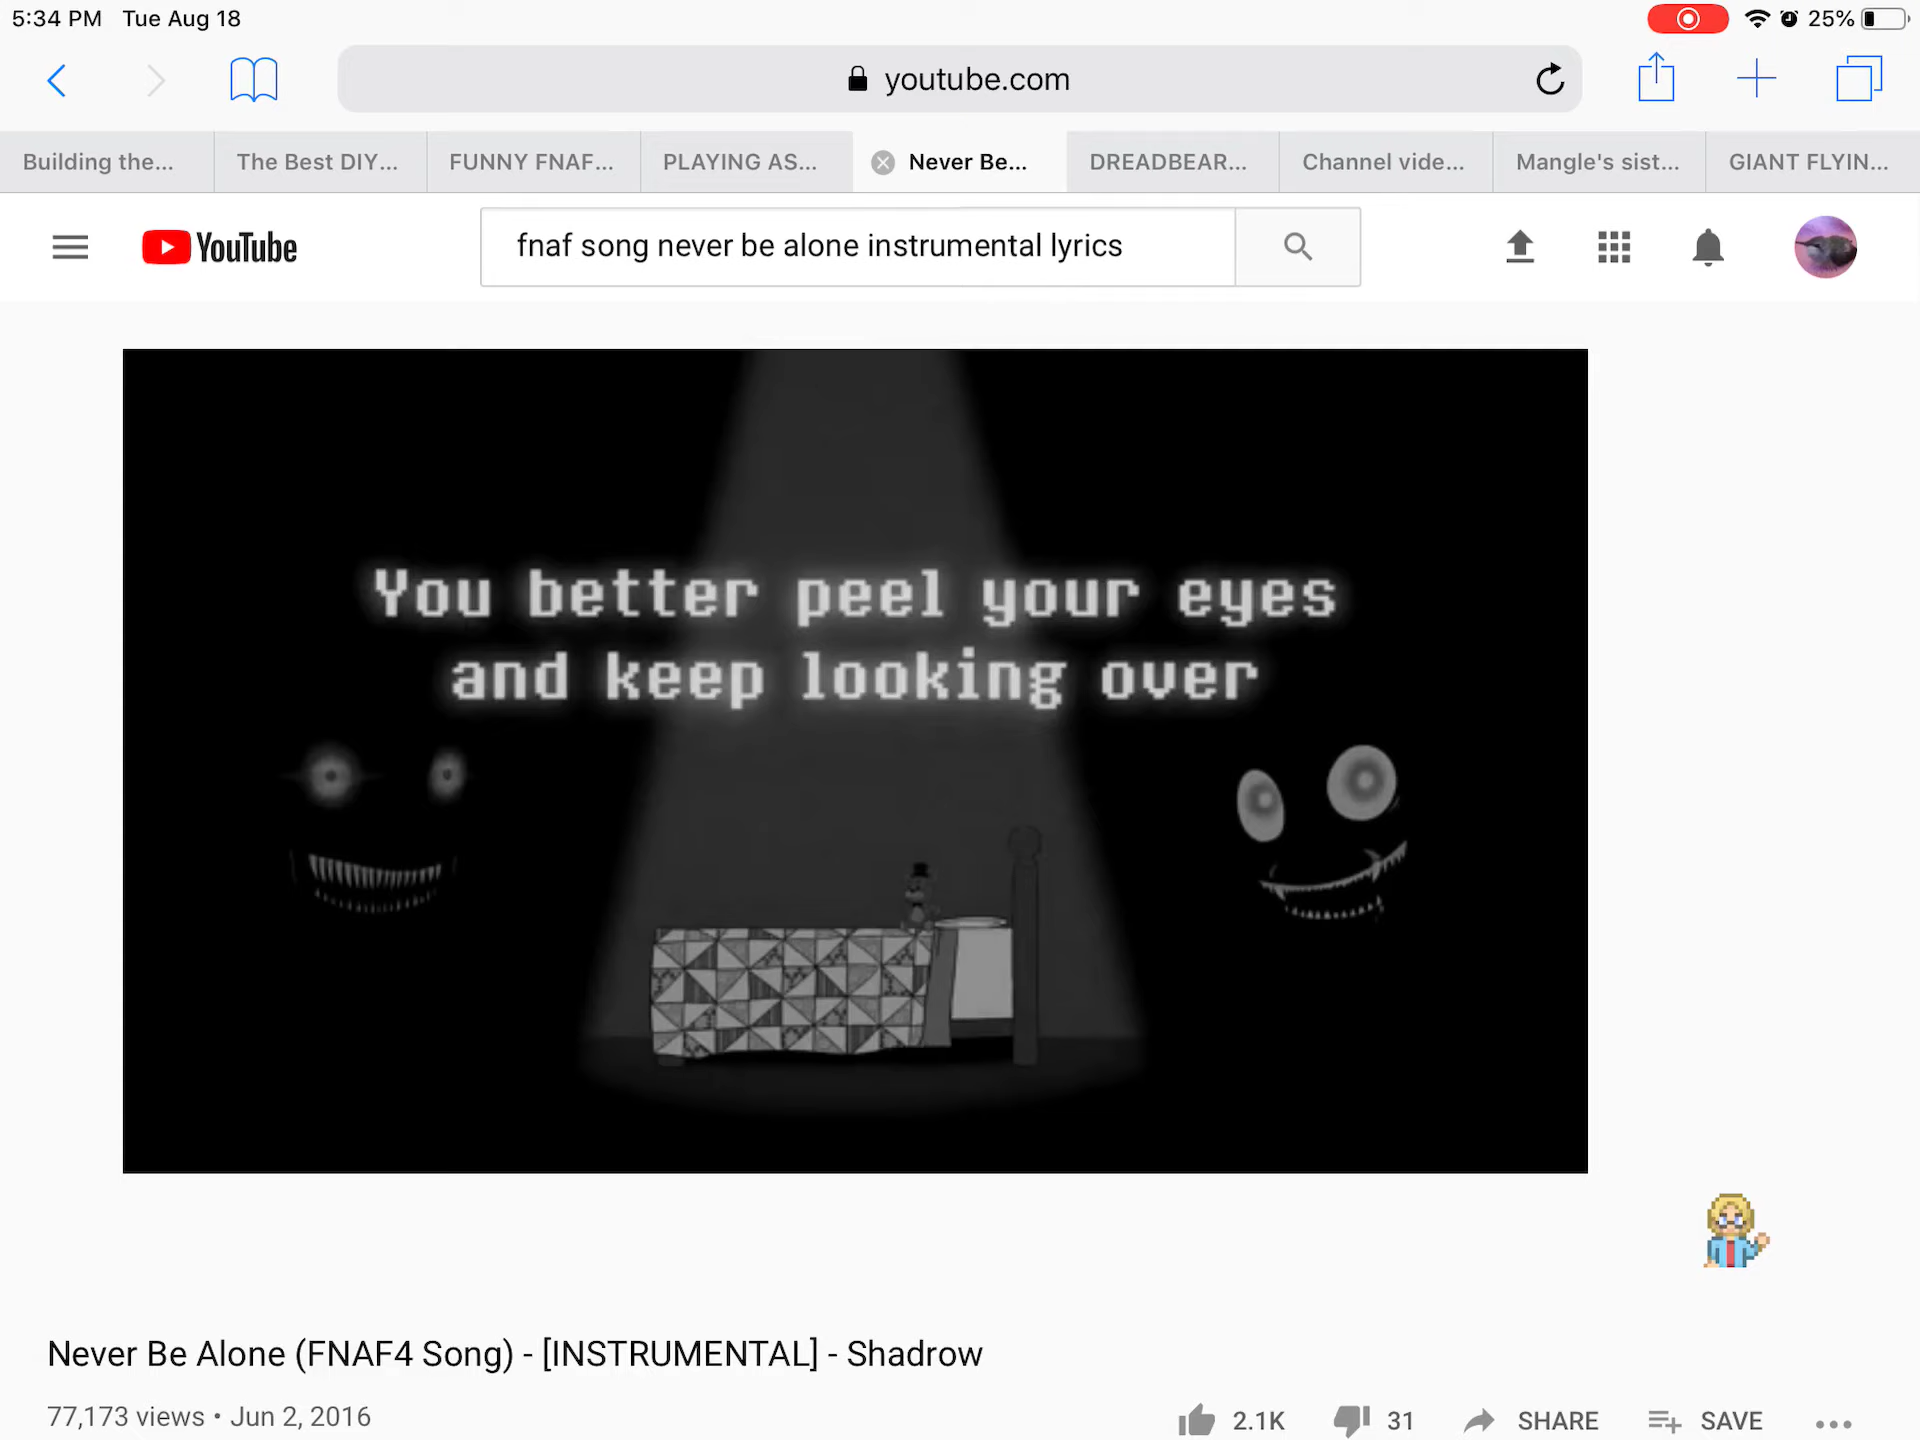 5:34 PM Tue Aug 18
25%
youtube.com
Building the...
The Best DIY...
FUNNY FNAF...
PLAYING AS...
Never Be...
DREADBEAR...
Channel vide...
Mangle's sist...
GIANT FLYIN...
YouTube
fnaf song never be alone instrumental lyrics
You better peel your eyes
and keep looking over
Never Be Alone (FNAF4 Song) - [INSTRUMENTAL] - Shadrow
77,173 views • Jun 2, 2016
2.1K
31
SHARE
SAVE